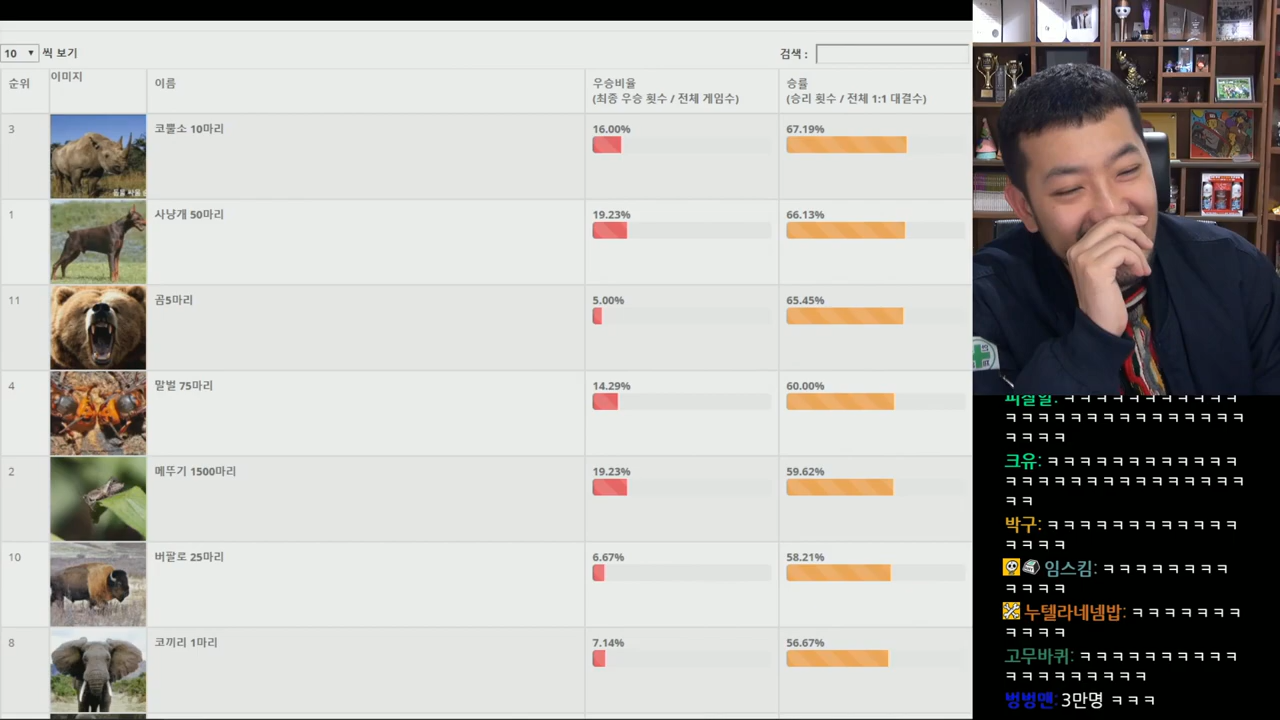 10 ▼ 씩 보기
검색 :
순위 이미지 이름 우승비율 승률
(최종 우승 횟수 / 전체 게임수) (승리 횟수 / 전체 1:1 대결수)
3 코뿔소 10마리 16.00% 67.19%
1 사냥개 50마리 19.23% 66.13%
11 곰5마리 5.00% 65.45%
4 말벌 75마리 14.29% 60.00%
2 메뚜기 1500마리 19.23% 59.62%
10 버팔로 25마리 6.67% 58.21%
8 코끼리 1마리 7.14% 56.67%
ㅋㅋㅋㅋㅋㅋㅋㅋㅋㅋㅋ
ㅋㅋㅋㅋㅋㅋㅋㅋㅋㅋㅋㅋㅋㅋㅋ
ㅋㅋㅋㅋ
크유: ㅋㅋㅋㅋㅋㅋㅋㅋㅋㅋㅋㅋ
ㅋㅋㅋㅋㅋㅋㅋㅋㅋㅋㅋㅋㅋㅋㅋ
ㅋㅋ
박구: ㅋㅋㅋㅋㅋㅋㅋㅋㅋㅋㅋㅋ
ㅋㅋㅋㅋ
임스킴: ㅋㅋㅋㅋㅋㅋㅋㅋ
ㅋㅋㅋㅋ
누텔라네넴밥: ㅋㅋㅋㅋㅋㅋㅋ
ㅋㅋㅋㅋ
고무바퀴: ㅋㅋㅋㅋㅋㅋㅋㅋㅋㅋ
ㅋㅋㅋㅋㅋㅋㅋㅋㅋ
벙벙맨: 3만명 ㅋㅋㅋ